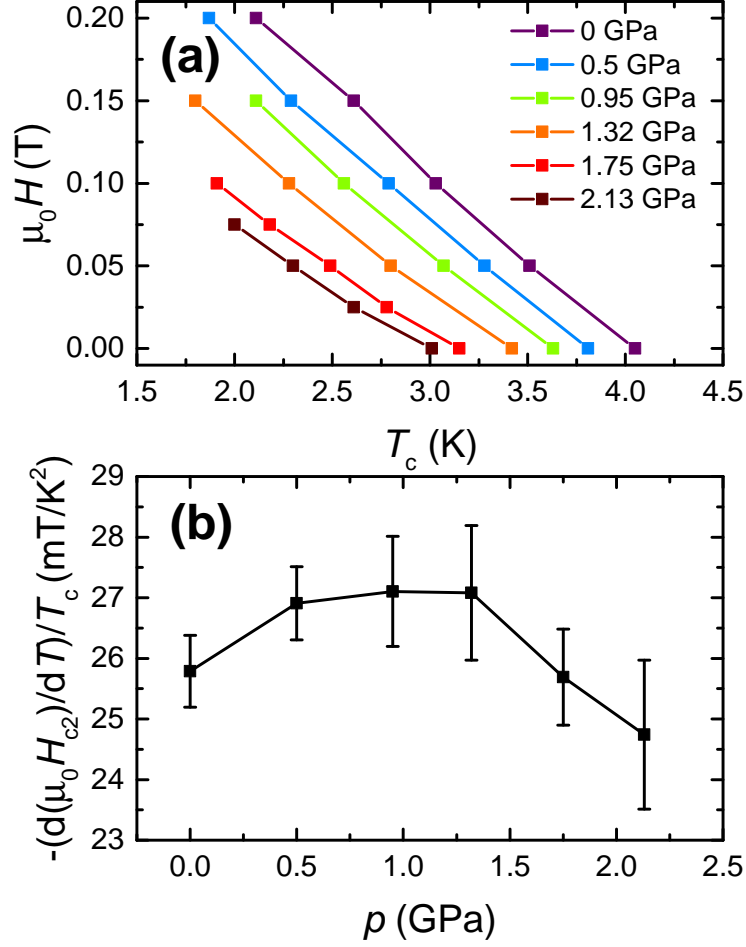 (a)
0 GPa
0.5 GPa
0.95 GPa
1.32 GPa
1.75 GPa
2.13 GPa
0.20
0.15
0.10
0.05
0.00
μ₀H (T)
1.5 2.0 2.5 3.0 3.5 4.0 4.5
T_c (K)
(b)
29
28
27
26
25
24
23
-(d(μ₀H_c2)/dT)/T_c (mT/K²)
0.0 0.5 1.0 1.5 2.0 2.5
p (GPa)